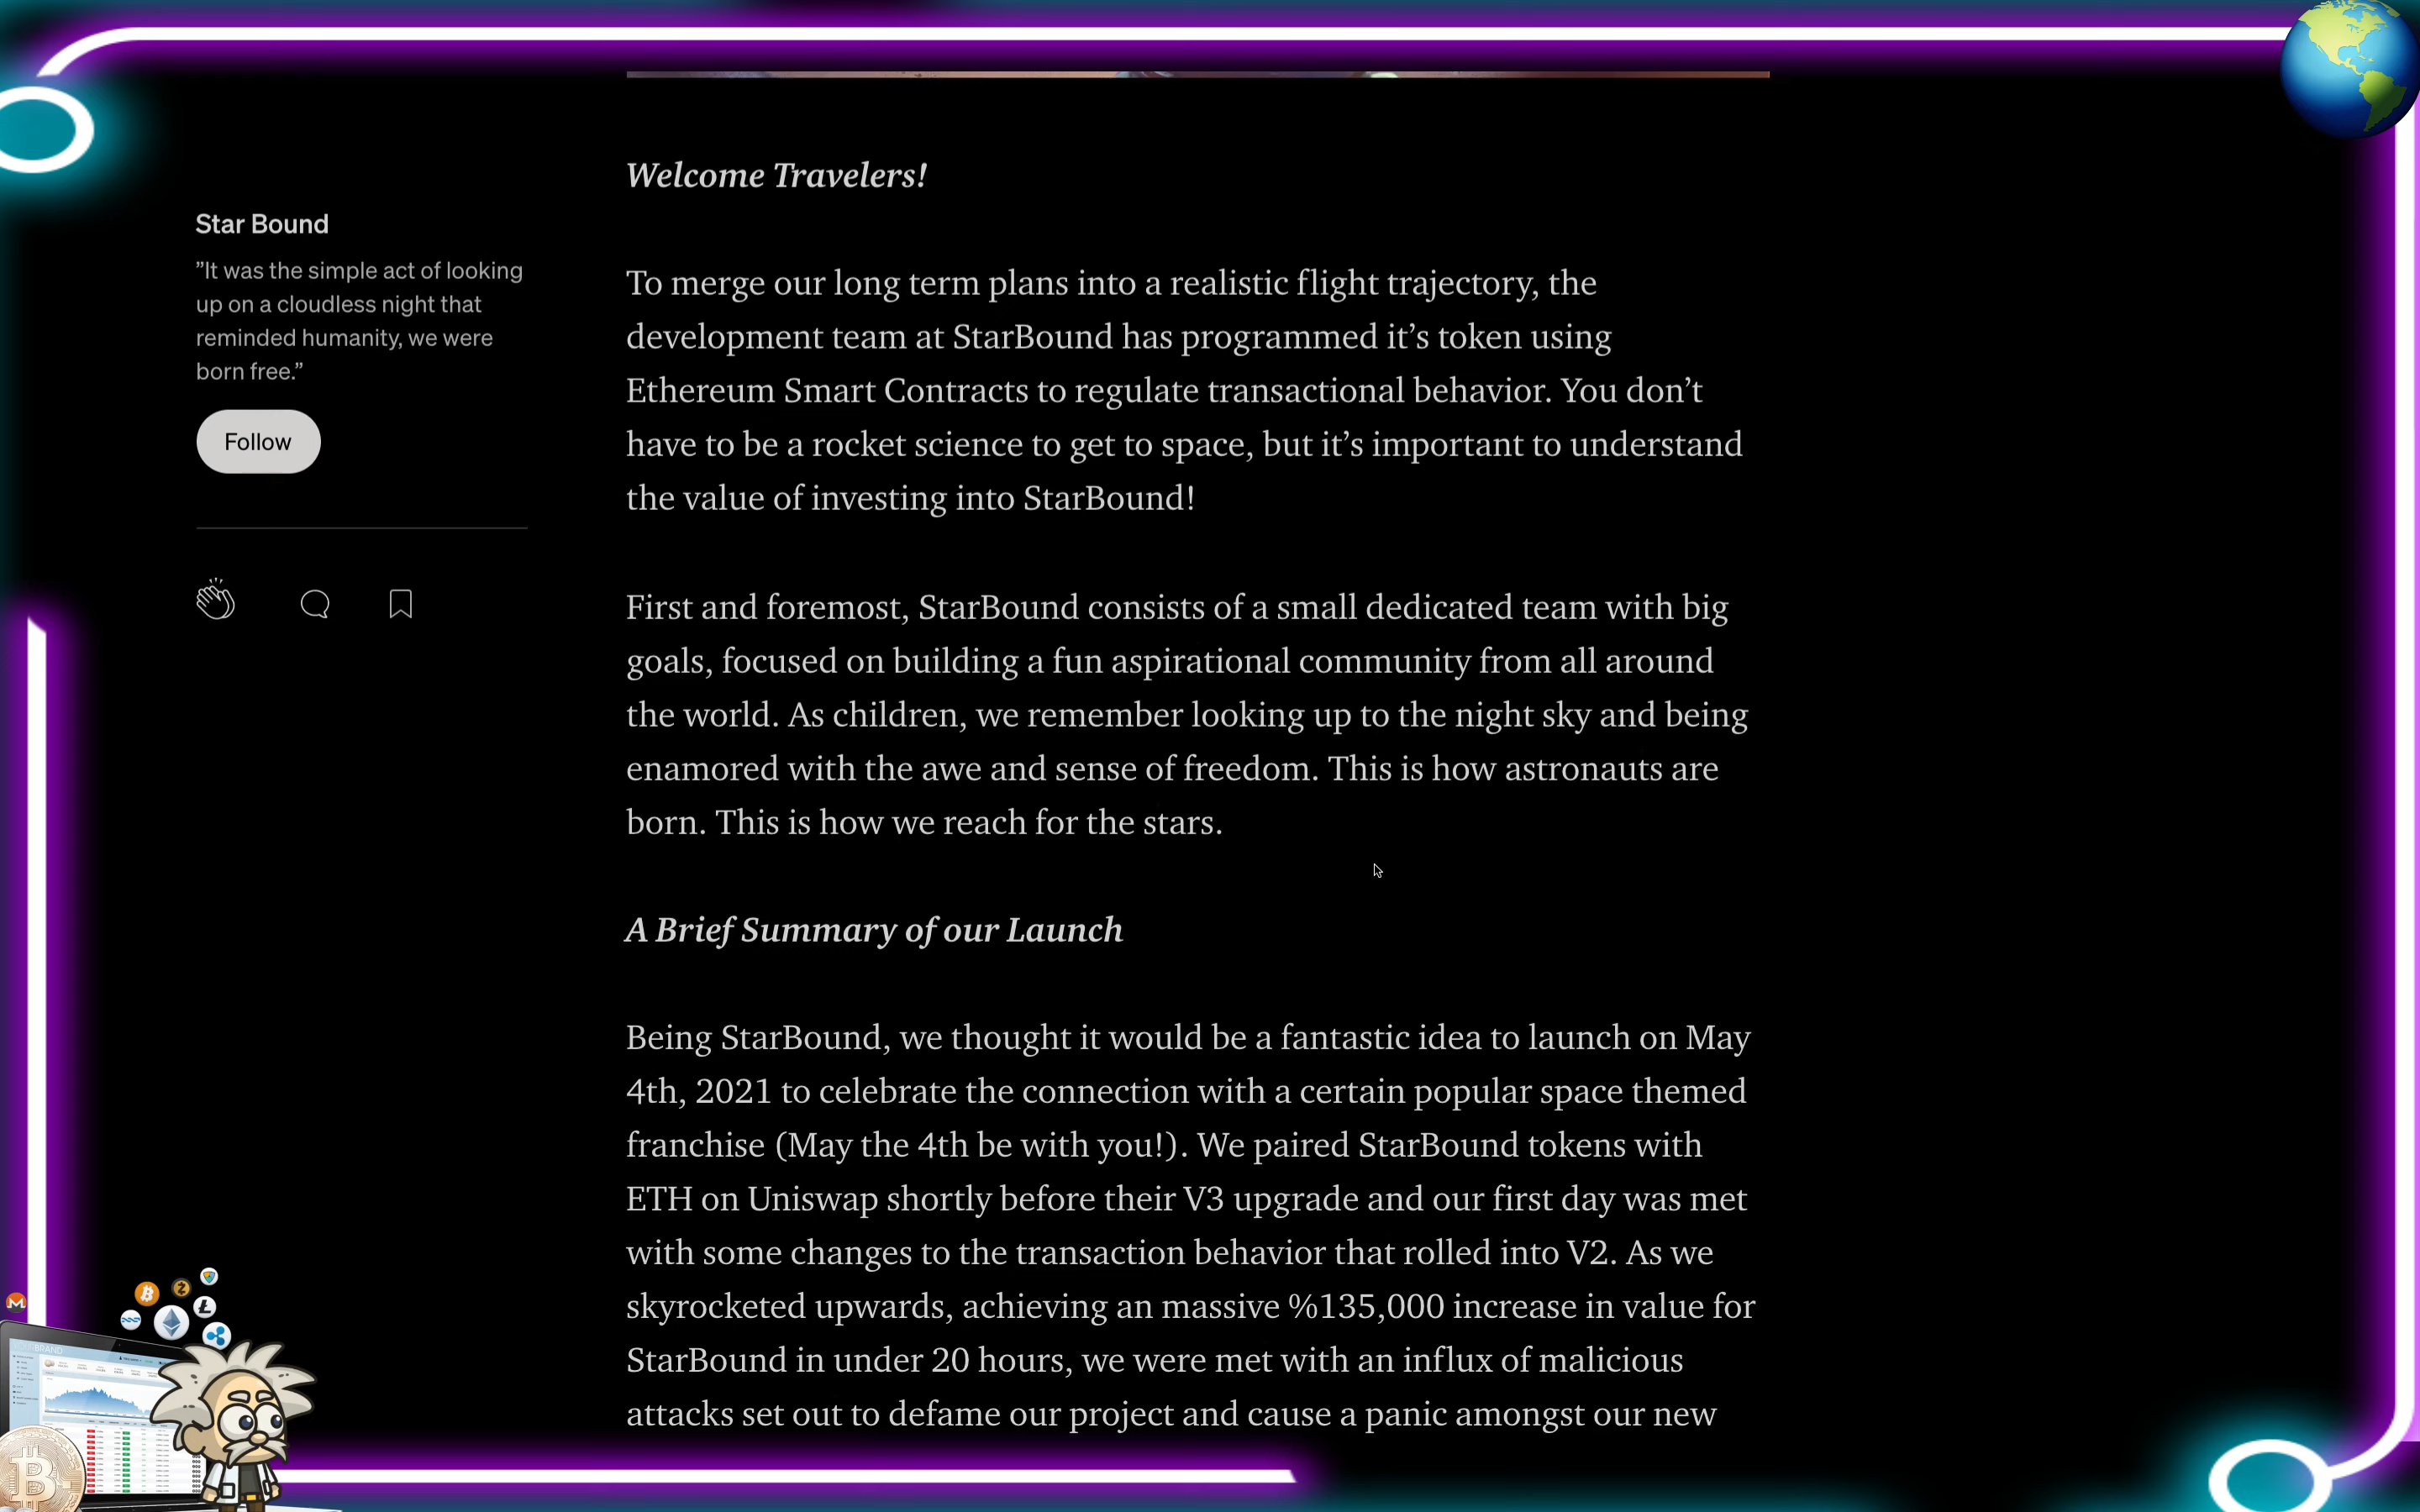 Welcome Travelers!
Star Bound
”It was the simple act of looking
up on a cloudless night that
reminded humanity, we were
born free.”
Follow
To merge our long term plans into a realistic flight trajectory, the
development team at StarBound has programmed it’s token using
Ethereum Smart Contracts to regulate transactional behavior. You don’t
have to be a rocket science to get to space, but it’s important to understand
the value of investing into StarBound!
First and foremost, StarBound consists of a small dedicated team with big
goals, focused on building a fun aspirational community from all around
the world. As children, we remember looking up to the night sky and being
enamored with the awe and sense of freedom. This is how astronauts are
born. This is how we reach for the stars.
A Brief Summary of our Launch
Being StarBound, we thought it would be a fantastic idea to launch on May
4th, 2021 to celebrate the connection with a certain popular space themed
franchise (May the 4th be with you!). We paired StarBound tokens with
ETH on Uniswap shortly before their V3 upgrade and our first day was met
with some changes to the transaction behavior that rolled into V2. As we
skyrocketed upwards, achieving an massive %135,000 increase in value for
StarBound in under 20 hours, we were met with an influx of malicious
attacks set out to defame our project and cause a panic amongst our new